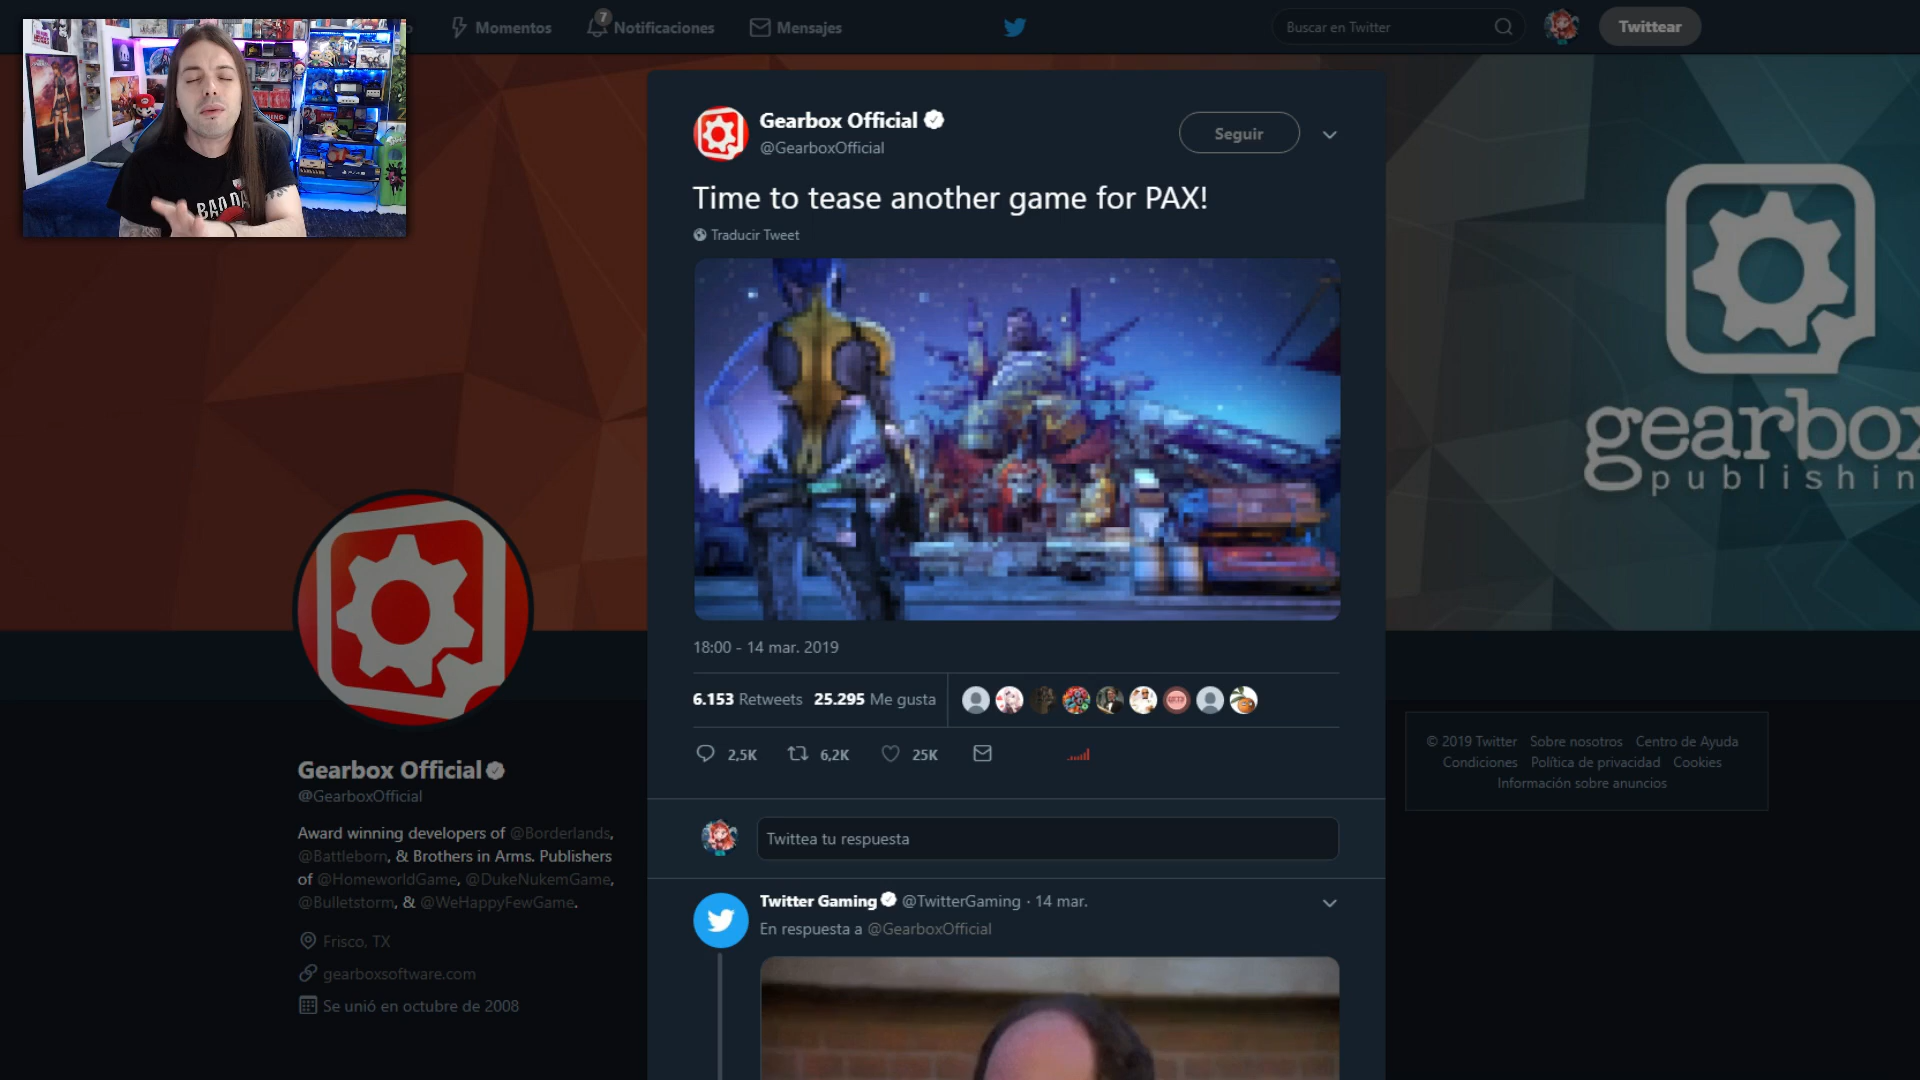 Momentos
7
Notificaciones
Mensajes
Buscar en Twitter
Twittear
BAD DA
Gearbox Official
@GearboxOfficial
Seguir
Time to tease another game for PAX!
Traducir Tweet
18:00 - 14 mar. 2019
6.153 Retweets 25.295 Me gusta
2,5K 6,2K 25K
Twittea tu respuesta
Twitter Gaming @TwitterGaming · 14 mar.
En respuesta a @GearboxOfficial
gearbox
publishin
Gearbox Official
@GearboxOfficial
Award winning developers of @Borderlands,
@Battleborn, & Brothers in Arms. Publishers
of @HomeworldGame, @DukeNukemGame,
@Bulletstorm, & @WeHappyFewGame.
Frisco, TX
gearboxsoftware.com
Se unió en octubre de 2008
© 2019 Twitter Sobre nosotros Centro de Ayuda
Condiciones Política de privacidad Cookies
Información sobre anuncios